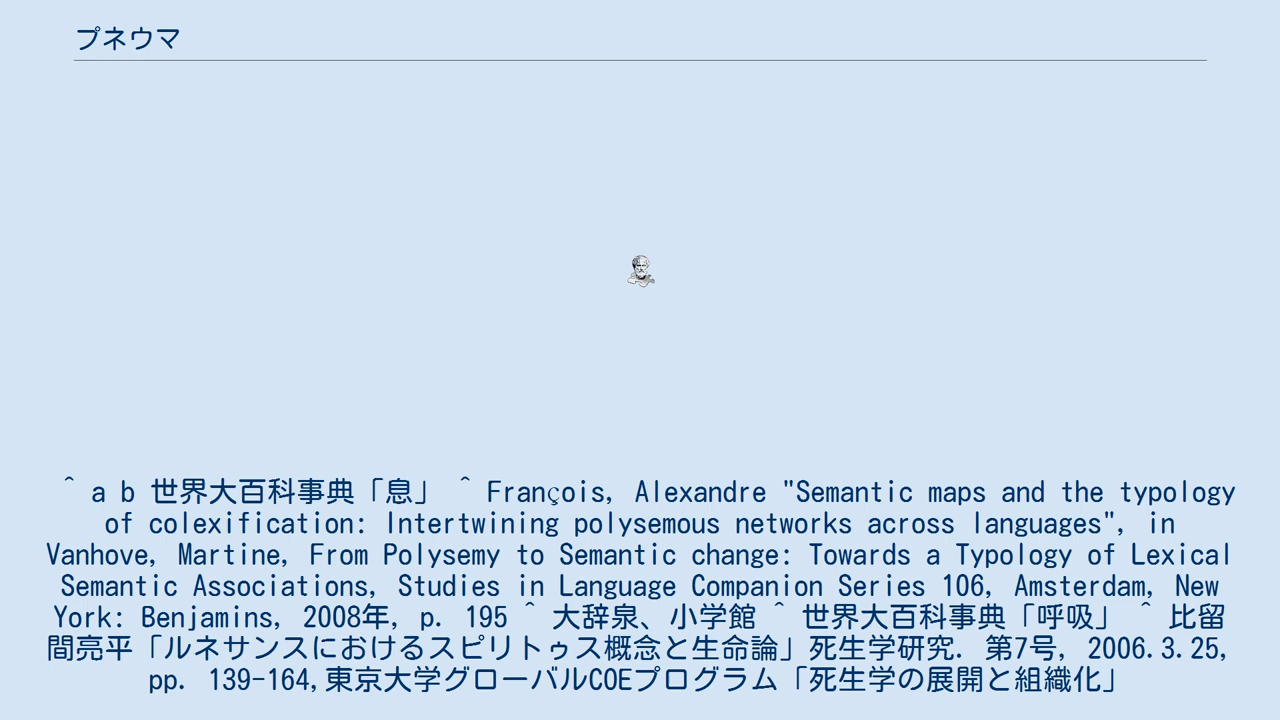 プネウマ
^ a b 世界大百科事典「息」 ^ François, Alexandre "Semantic maps and the typology
of colexification: Intertwining polysemous networks across languages", in
Vanhove, Martine, From Polysemy to Semantic change: Towards a Typology of Lexical
Semantic Associations, Studies in Language Companion Series 106, Amsterdam, New
York: Benjamins, 2008年, p. 195 ^ 大辞泉、小学館 ^ 世界大百科事典「呼吸」 ^ 比留
間亮平「ルネサンスにおけるスピリトゥス概念と生命論」死生学研究. 第7号, 2006.3.25,
pp. 139-164,東京大学グローバルCOEプログラム「死生学の展開と組織化」